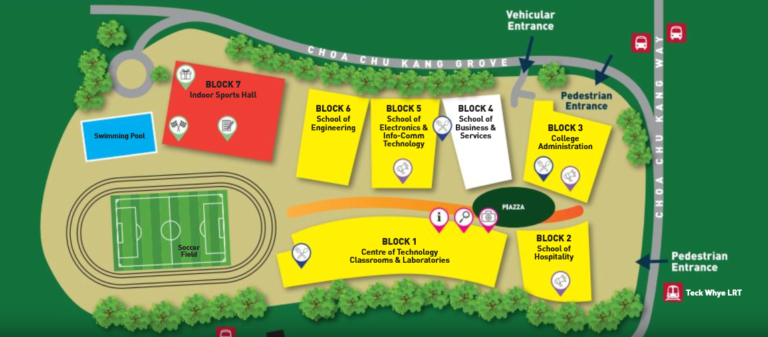 Vehicular
Entrance
CHOA CHU KANG GROVE
CHOA CHU KANG WAY
Pedestrian
Entrance
BLOCK 7
Indoor Sports Hall
BLOCK 6
School of
Engineering
BLOCK 5
School of
Electronics &
Info-Comm
Technology
BLOCK 4
School of
Business &
Services
BLOCK 3
College
Administration
Swimming Pool
Soccer
Field
PIAZZA
i
BLOCK 1
Centre of Technology
Classrooms & Laboratories
BLOCK 2
School of
Hospitality
Pedestrian
Entrance
Teck Whye LRT